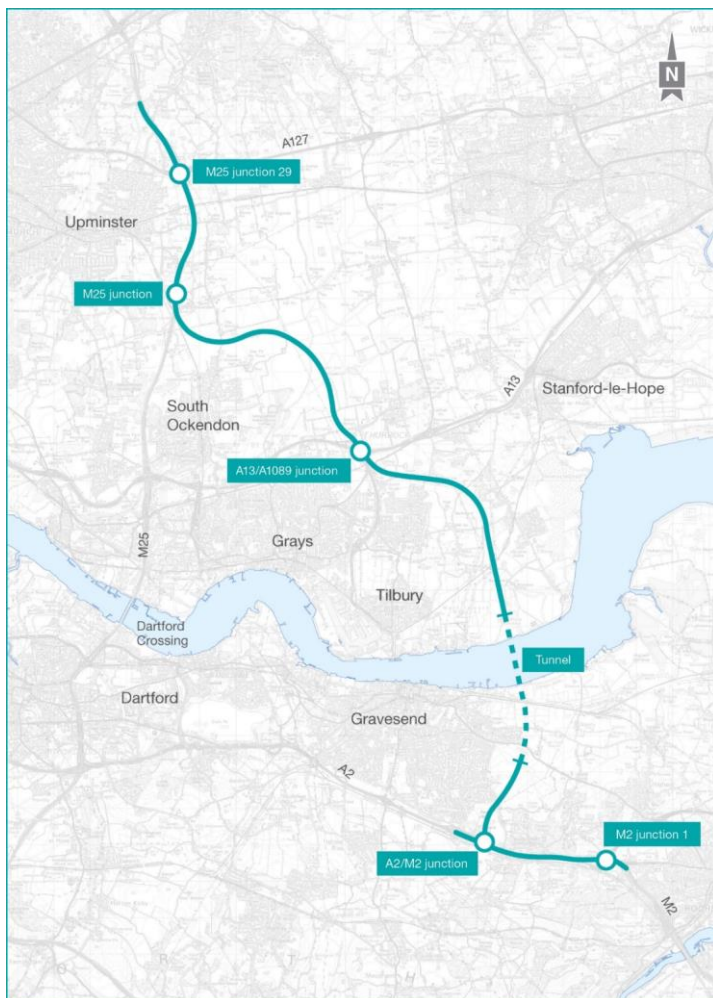 N
A127
M25 junction 29
Upminster
M25 junction
A13
Stanford-le-Hope
South
Ockendon
A13/A1089 junction
M25
Grays
Tilbury
Dartford
Crossing
Tunnel
Dartford
Gravesend
A2
M2 junction 1
A2/M2 junction
M2